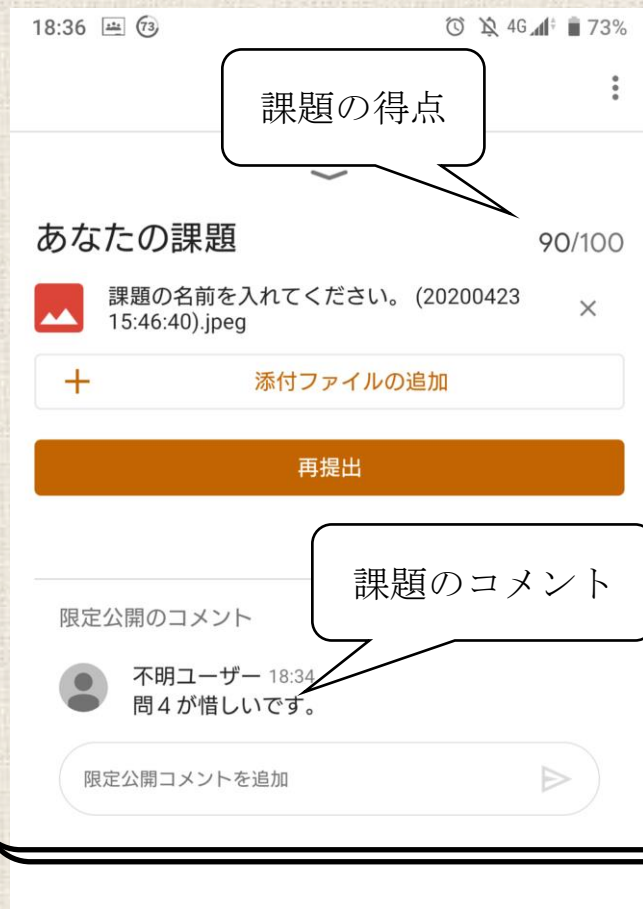 18:36 73 4G 73%
課題の得点
あなたの課題
90/100
課題の名前を入れてください。 (20200423
15:46:40).jpeg
添付ファイルの追加
再提出
課題のコメント
限定公開のコメント
不明ユーザー 18:34
問４が惜しいです。
限定公開コメントを追加